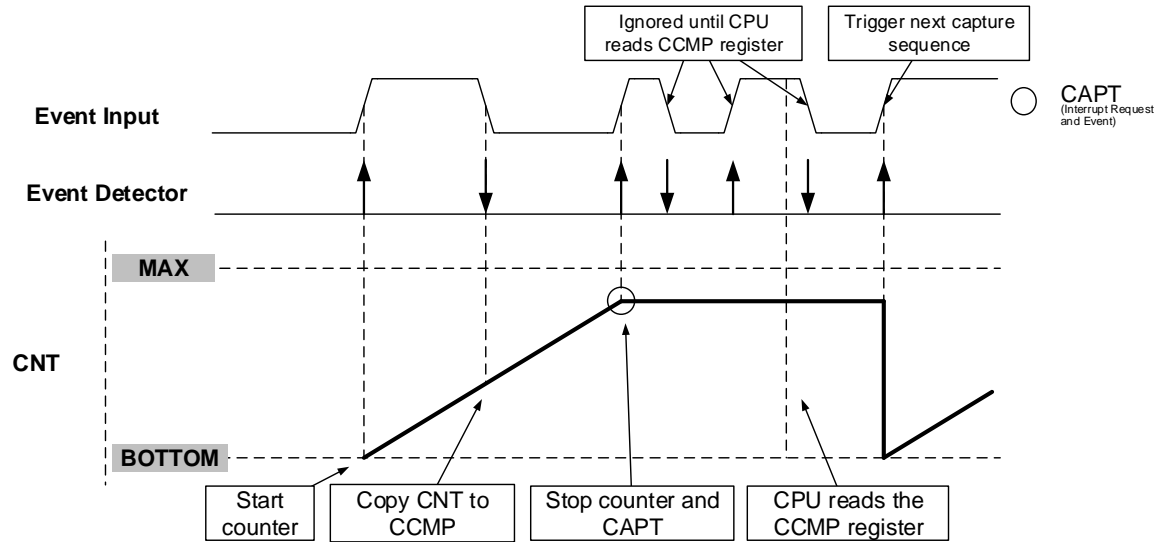 Ignored until CPU
reads CCMP register
Trigger next capture
sequence
Event Input
CAPT
(Interrupt Request
and Event)
Event Detector
MAX
CNT
BOTTOM
Start
counter
Copy CNT to
CCMP
Stop counter and
CAPT
CPU reads the
CCMP register